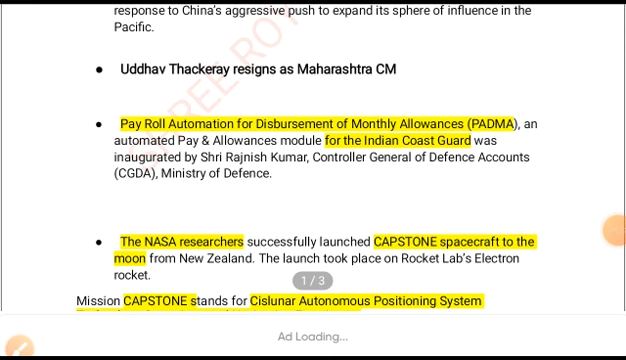 response to China's aggressive push to expand its sphere of influence in the
Pacific.
● Uddhav Thackeray resigns as Maharashtra CM
● Pay Roll Automation for Disbursement of Monthly Allowances (PADMA), an
automated Pay & Allowances module for the Indian Coast Guard was
inaugurated by Shri Rajnish Kumar, Controller General of Defence Accounts
(CGDA), Ministry of Defence.
● The NASA researchers successfully launched CAPSTONE spacecraft to the
moon from New Zealand. The launch took place on Rocket Lab's Electron
rocket.
1 / 3
Mission CAPSTONE stands for Cislunar Autonomous Positioning System
Ad Loading...